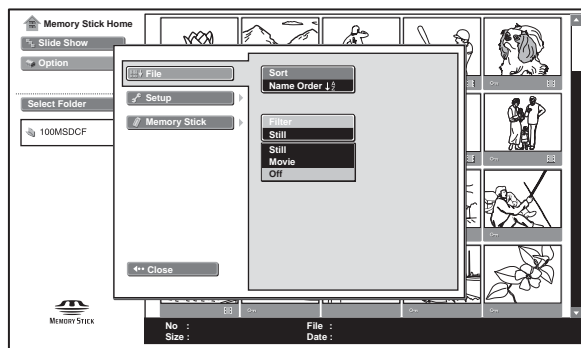 Memory Stick Home
Slide Show
Option
Select Folder
100MSDCF
File
Setup
Memory Stick
Close
Sort
Name Order
Filter
Still
Still
Movie
Off
MEMORY STICK
No :
File :
Size :
Date :